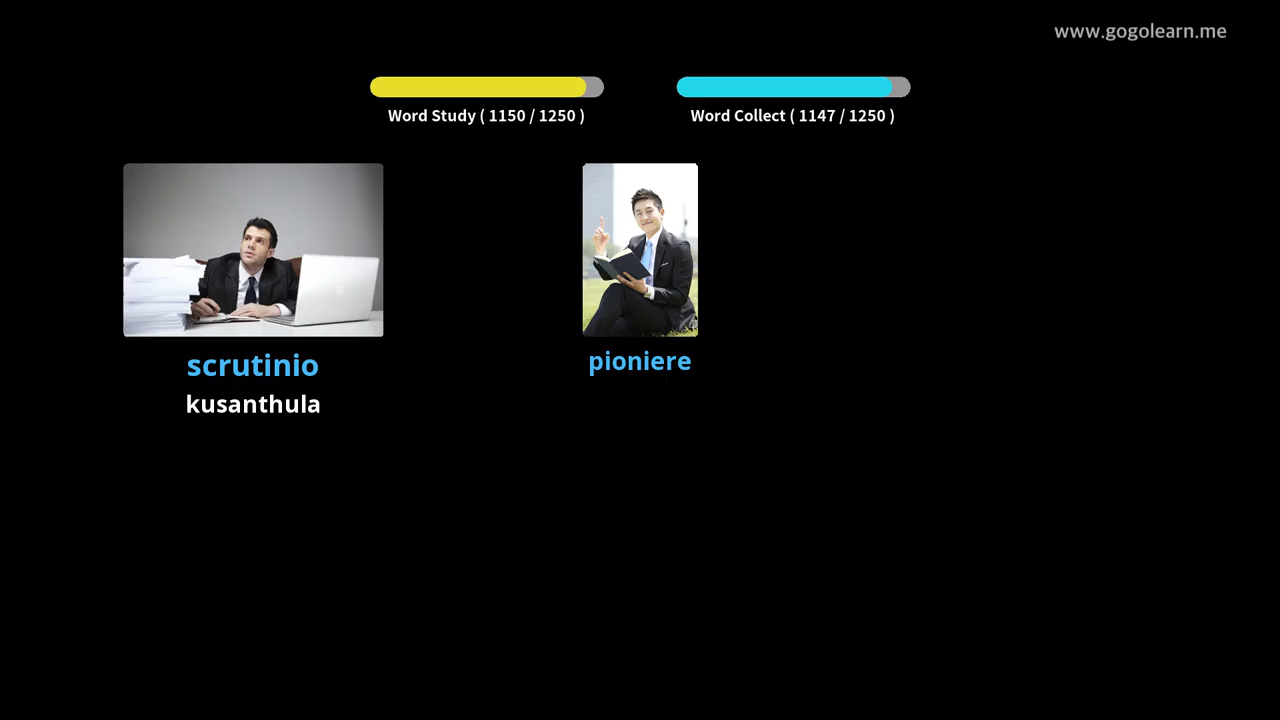 www.gogolearn.me
Word Study ( 1150 / 1250 )
Word Collect ( 1147 / 1250 )
scrutinio
kusanthula
pioniere